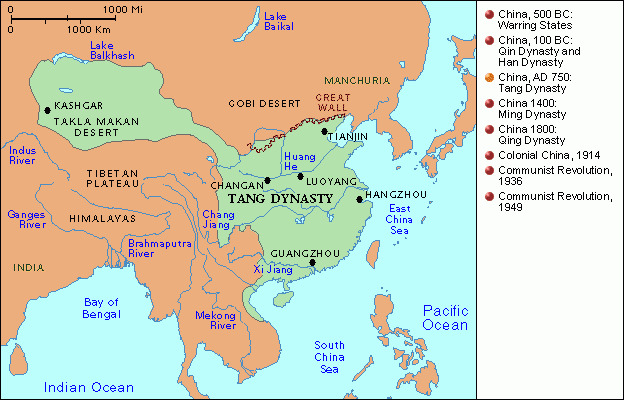 0 1000 Mi
0 1000 Km
Lake
Baikal
Lake
Balkhash
MANCHURIA
KASHGAR
TAKLA MAKAN
DESERT
GOBI DESERT
GREAT
WALL
TIANJIN
Indus
River
Huang
He
TIBETAN
PLATEAU
CHANGAN
LUOYANG
TANG DYNASTY
HANGZHOU
Ganges
River
HIMALAYAS
Chang
Jiang
East
China
Sea
Brahmaputra
River
GUANGZHOU
Xi Jiang
INDIA
Bay of
Bengal
Mekong
River
Pacific
Ocean
South
China
Sea
Indian Ocean
China, 500 BC:
Warring States
China, 100 BC:
Qin Dynasty and
Han Dynasty
China, AD 750:
Tang Dynasty
China 1400:
Ming Dynasty
China 1800:
Qing Dynasty
Colonial China, 1914
Communist Revolution,
1936
Communist Revolution,
1949